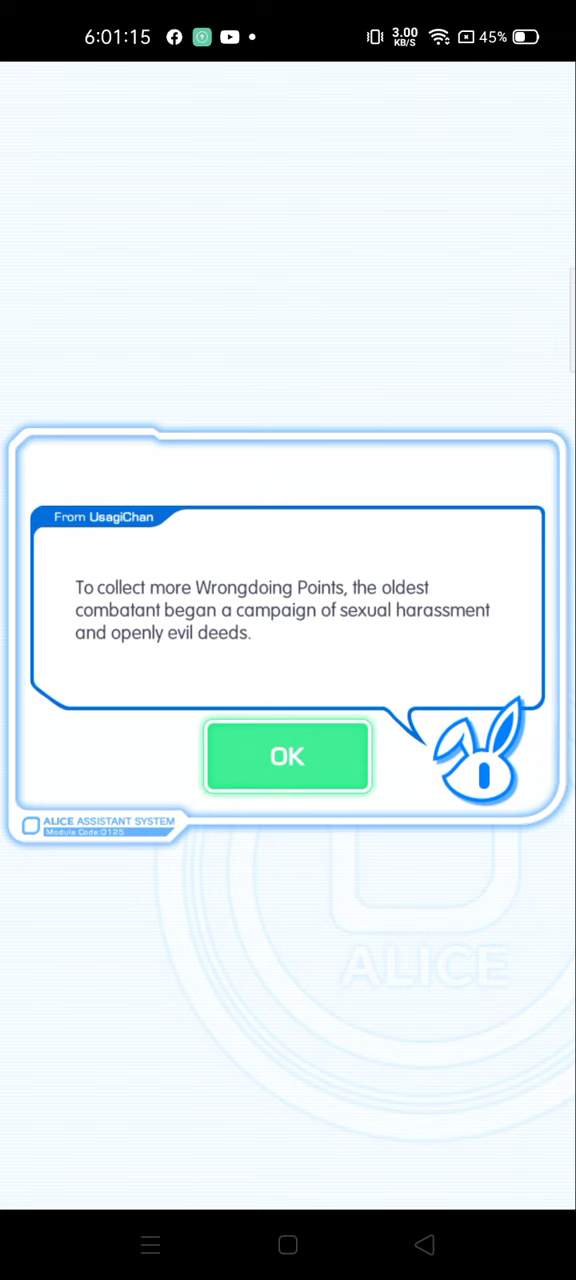 6:01:15
3.00
KB/S
45%
From UsagiChan
To collect more Wrongdoing Points, the oldest
combatant began a campaign of sexual harassment
and openly evil deeds.
OK
ALICE ASSISTANT SYSTEM
Module Code:0125
ALICE